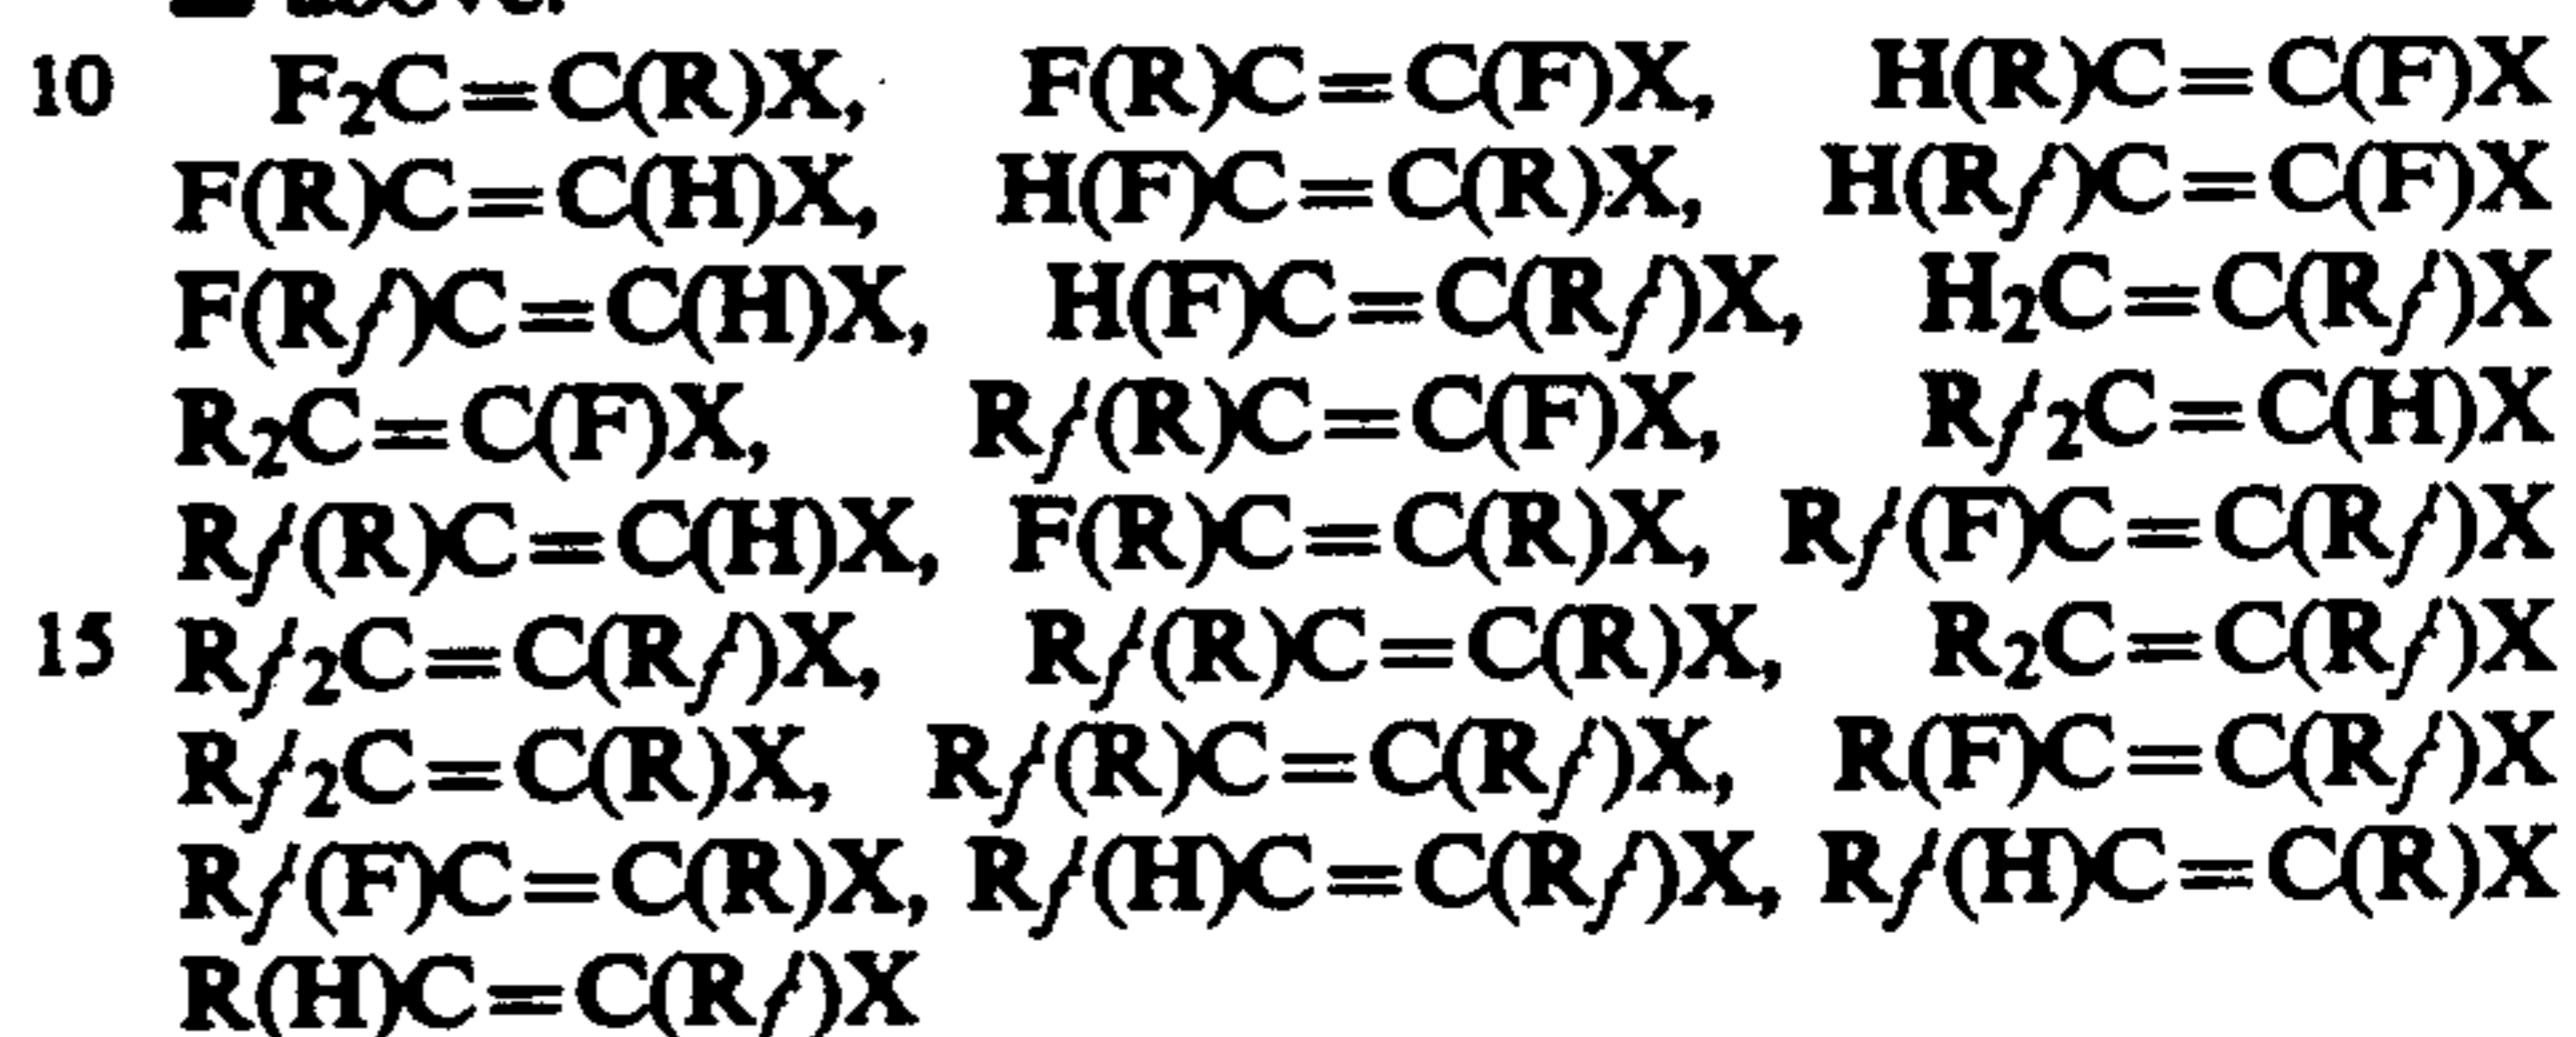 10 F₂C=C(R)X, F(R)C=C(F)X, H(R)C=C(F)X
F(R)C=C(H)X, H(F)C=C(R)X, H(Rf)C=C(F)X
F(Rf)C=C(H)X, H(F)C=C(Rf)X, H₂C=C(Rf)X
R₂C=C(F)X, Rf(R)C=C(F)X, Rf₂C=C(H)X
Rf(R)C=C(H)X, F(R)C=C(R)X, Rf(F)C=C(Rf)X
15 Rf₂C=C(Rf)X, Rf(R)C=C(R)X, R₂C=C(Rf)X
Rf₂C=C(R)X, Rf(R)C=C(Rf)X, R(F)C=C(Rf)X
Rf(F)C=C(R)X, Rf(H)C=C(Rf)X, Rf(H)C=C(R)X
R(H)C=C(Rf)X